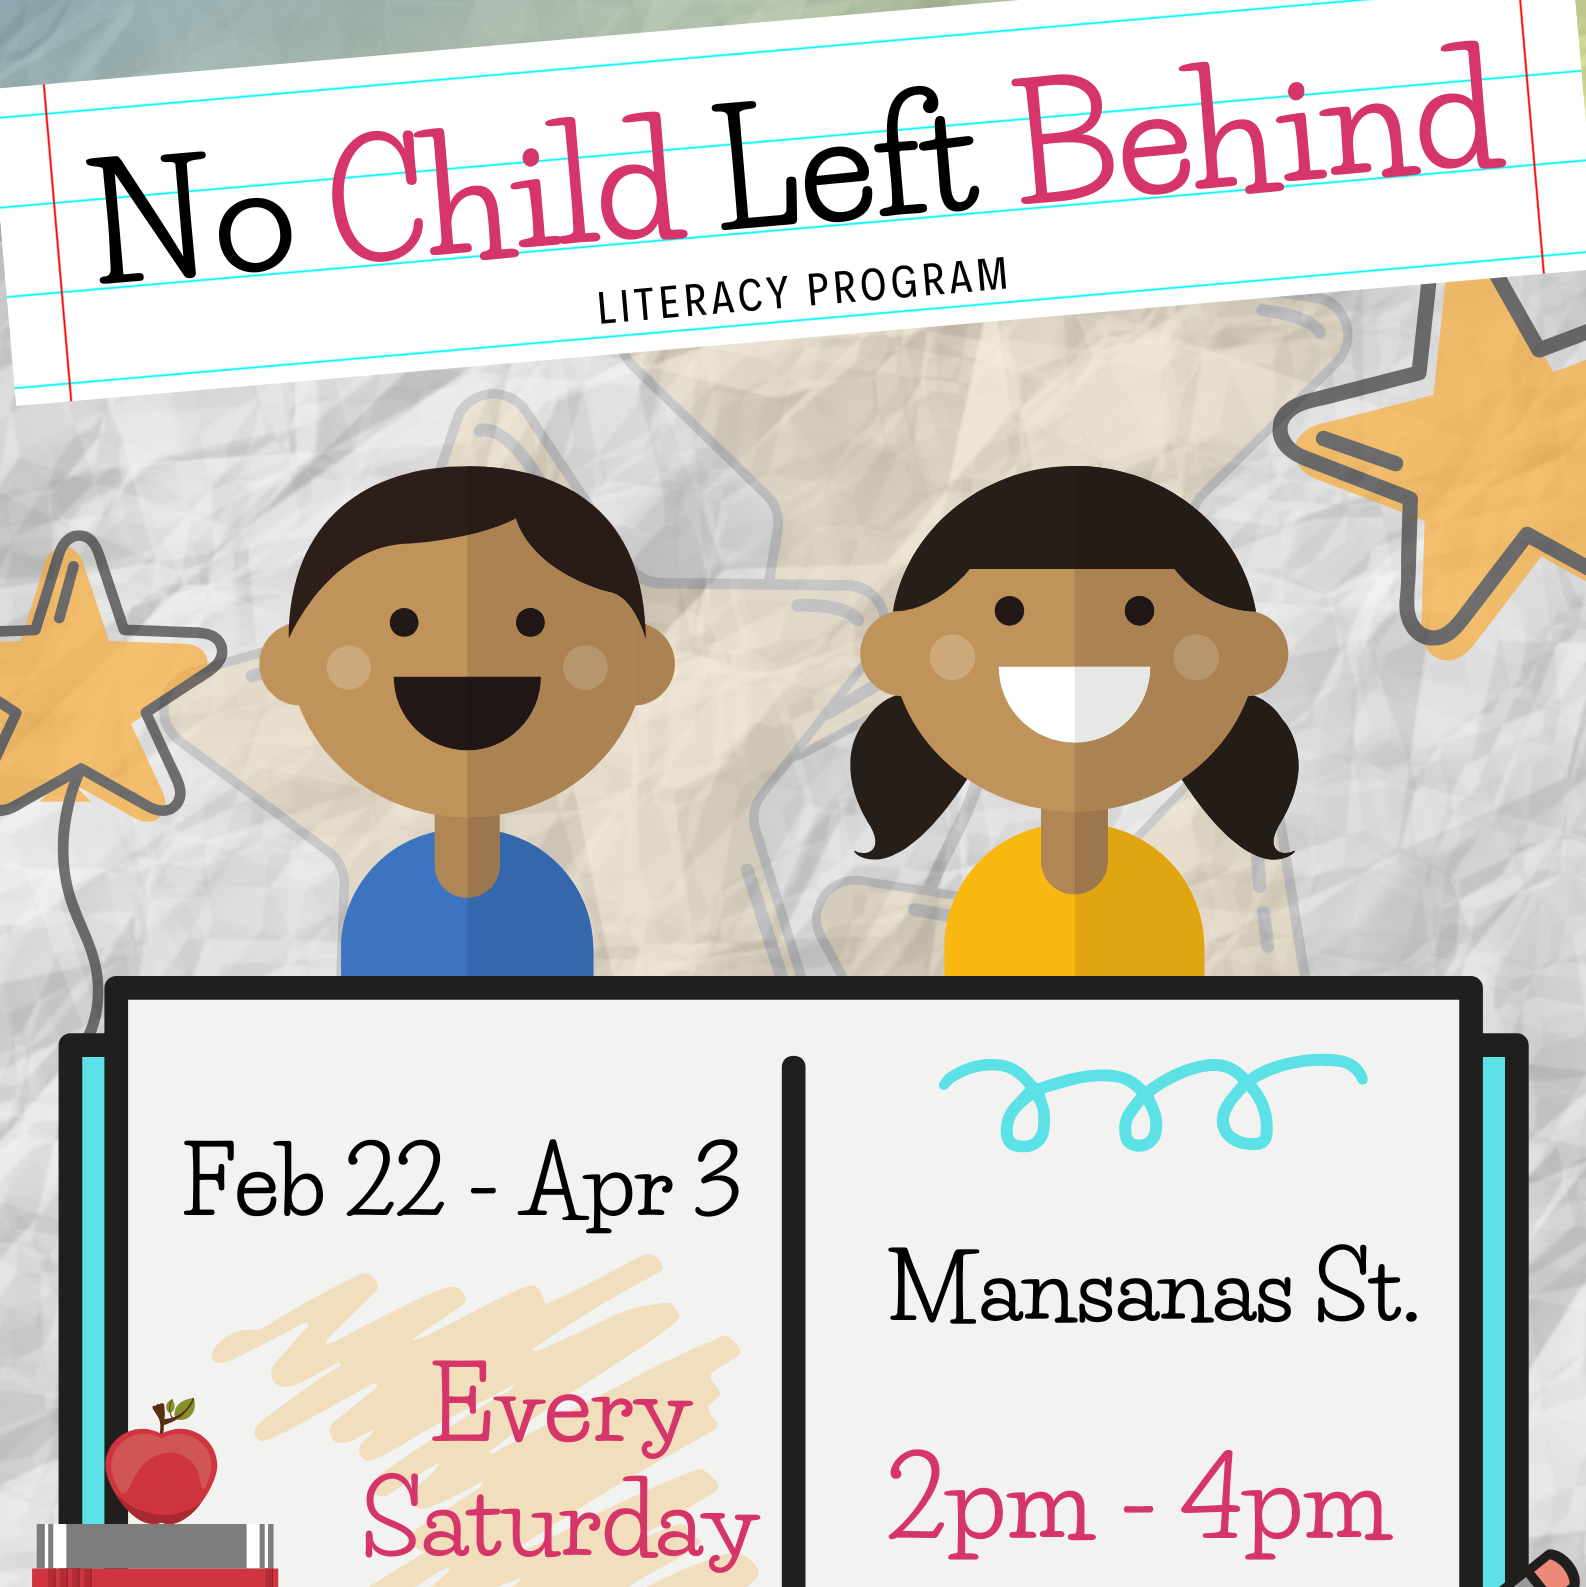 No Child Left Behind
LITERACY PROGRAM
Feb 22 - Apr 3
Every
Saturday
Mansanas St.
2pm - 4pm